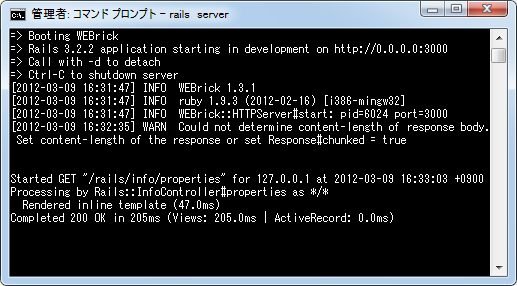 管理者: コマンド プロンプト - rails  server
=> Booting WEBrick
=> Rails 3.2.2 application starting in development on http://0.0.0.0:3000
=> Call with -d to detach
=> Ctrl-C to shutdown server
[2012-03-09 16:31:47] INFO  WEBrick 1.3.1
[2012-03-09 16:31:47] INFO  ruby 1.9.3 (2012-02-16) [i386-mingw32]
[2012-03-09 16:31:47] INFO  WEBrick::HTTPServer#start: pid=6024 port=3000
[2012-03-09 16:32:35] WARN  Could not determine content-length of response body.
 Set content-length of the response or set Response#chunked = true
Started GET "/rails/info/properties" for 127.0.0.1 at 2012-03-09 16:33:03 +0900
Processing by Rails::InfoController#properties as */*
  Rendered inline template (47.0ms)
Completed 200 OK in 205ms (Views: 205.0ms | ActiveRecord: 0.0ms)